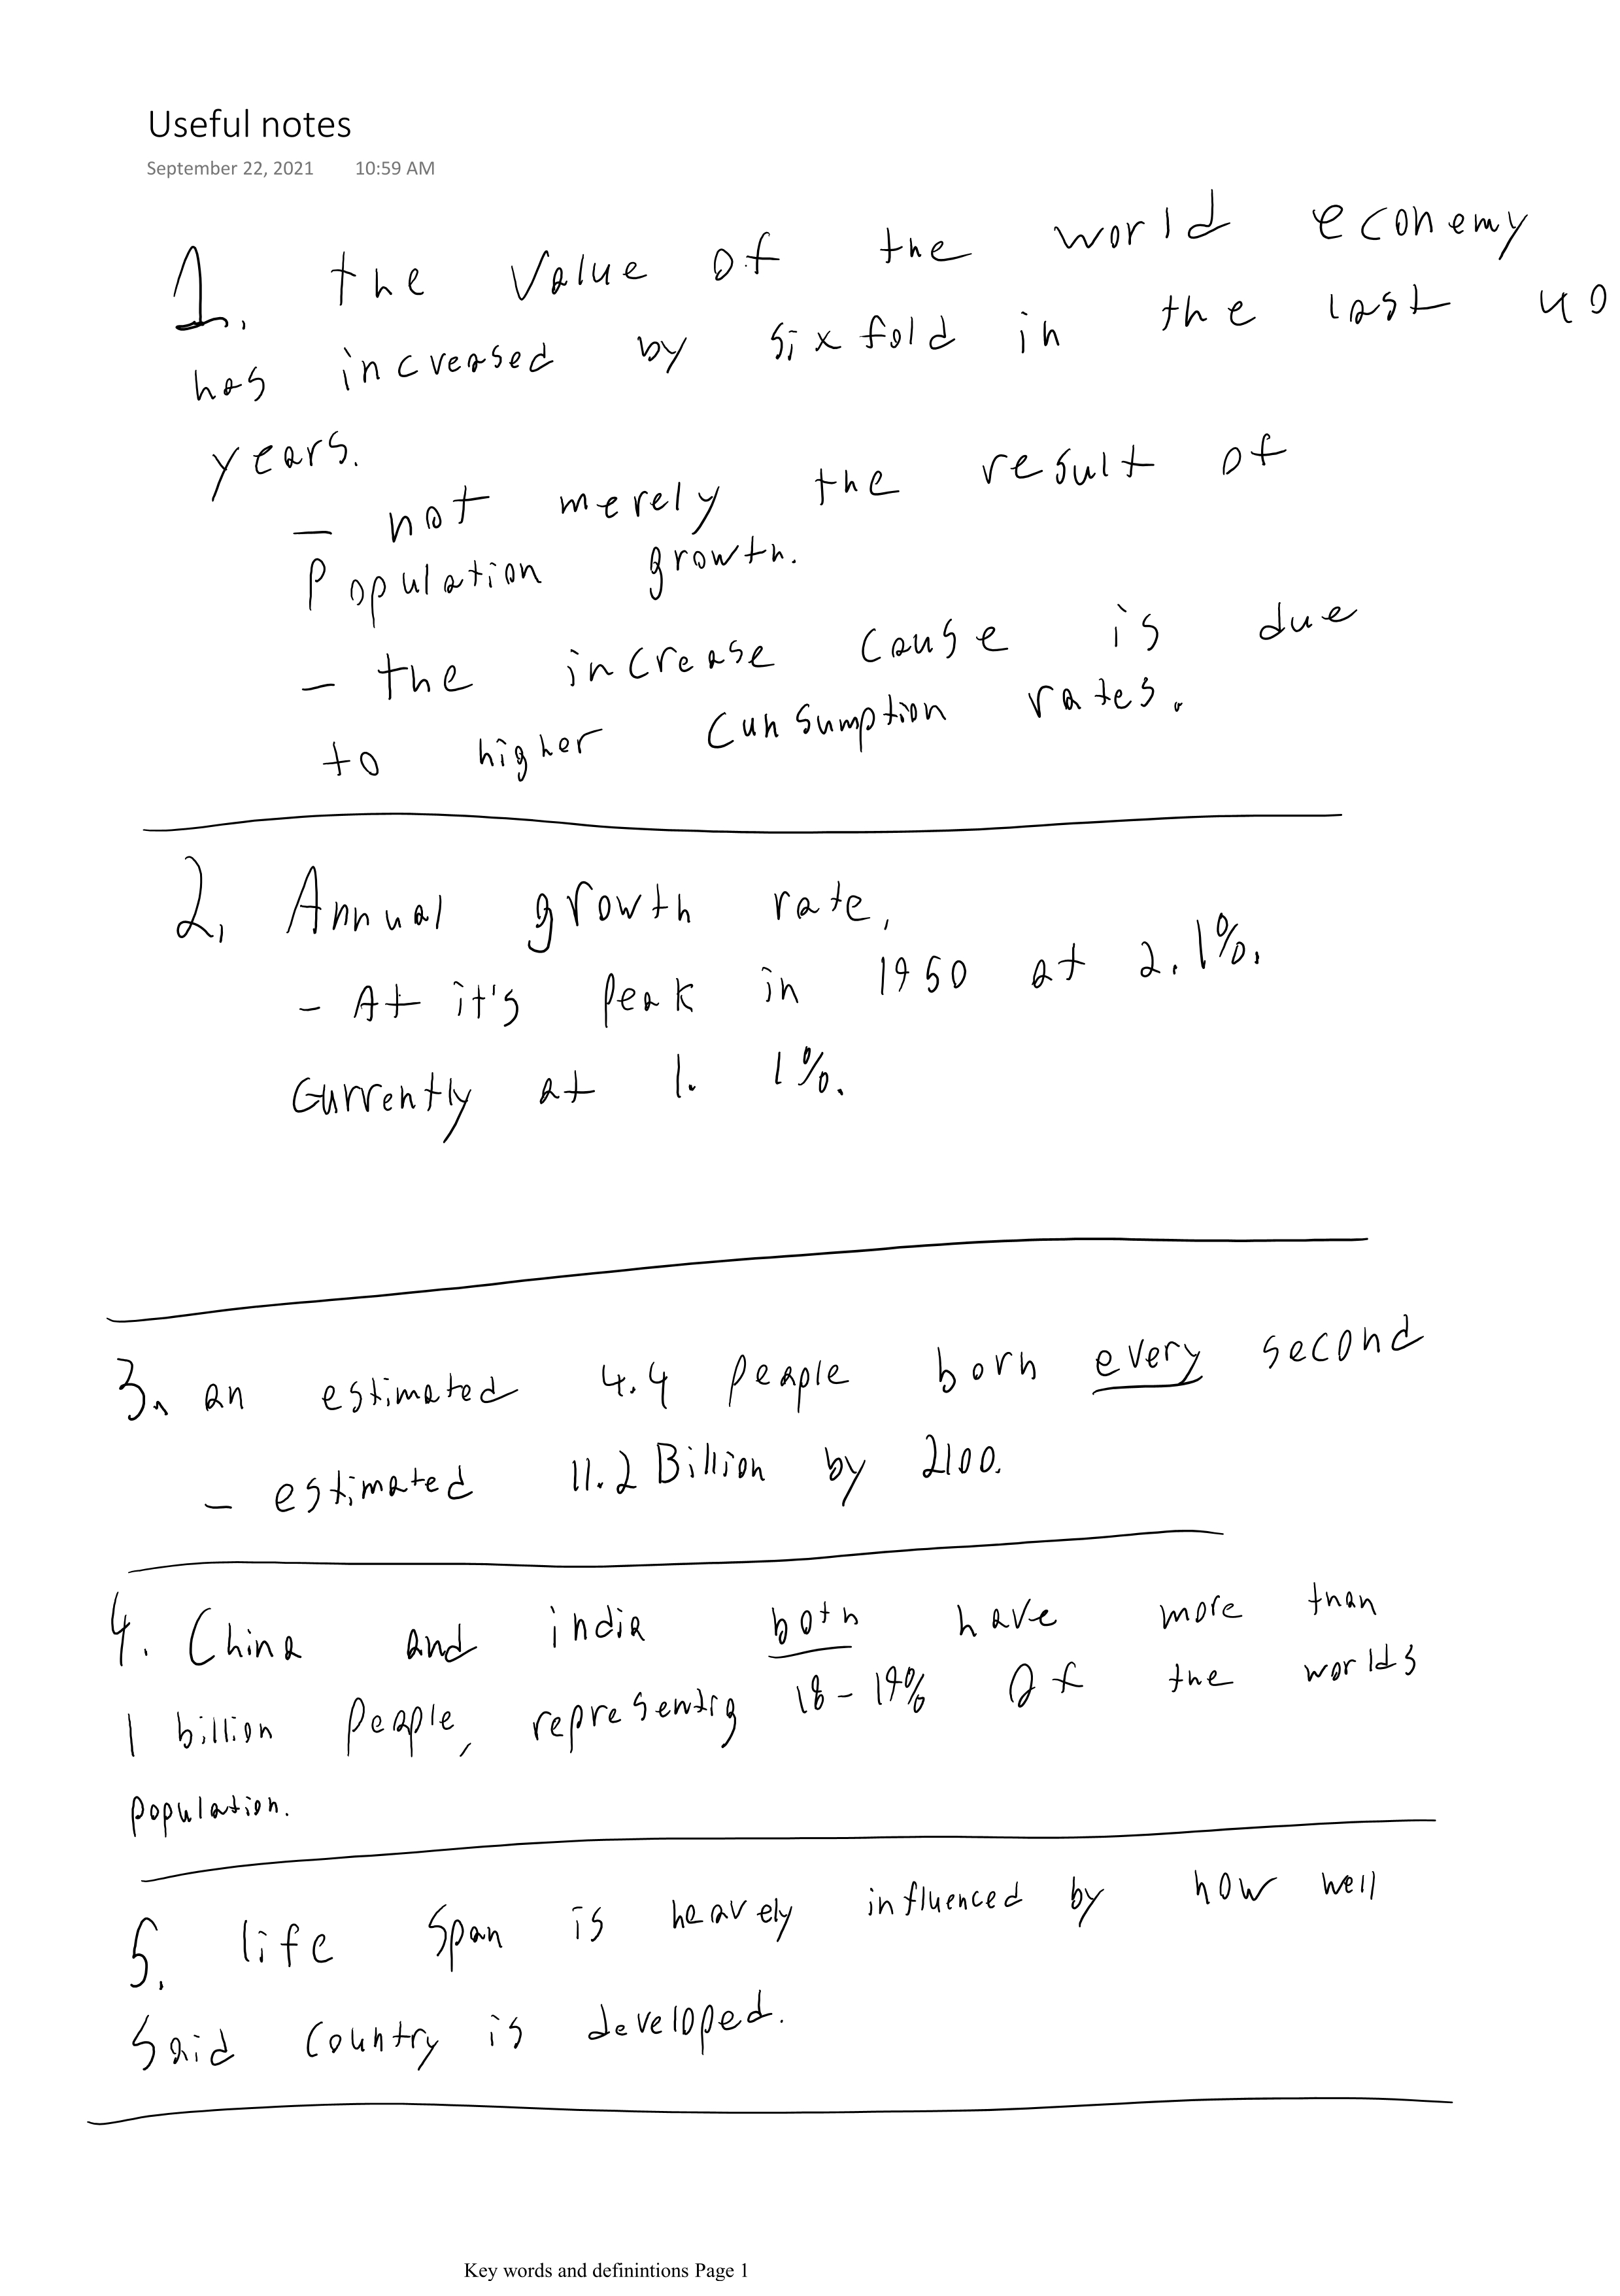 Useful notes
September 22, 2021 10:59 AM
1. the value of the world econemy
has increased by sixfold in the last 40
years.
- not merely the result of
Population growth.
- the increase cause is due
to higher cunsumption rates.
2. Annual growth rate,
- At it's peak in 1950 at 2.1%.
Currently at 1.1%.
3. an estimated 4.4 people born every second
- estimated 11.2 Billion by 2100.
4. China and india both have more than
1 billion people, representig 18-19% Of the worlds
population.
5. life span is heavely influenced by how well
Said country is developed.
Key words and definintions Page 1